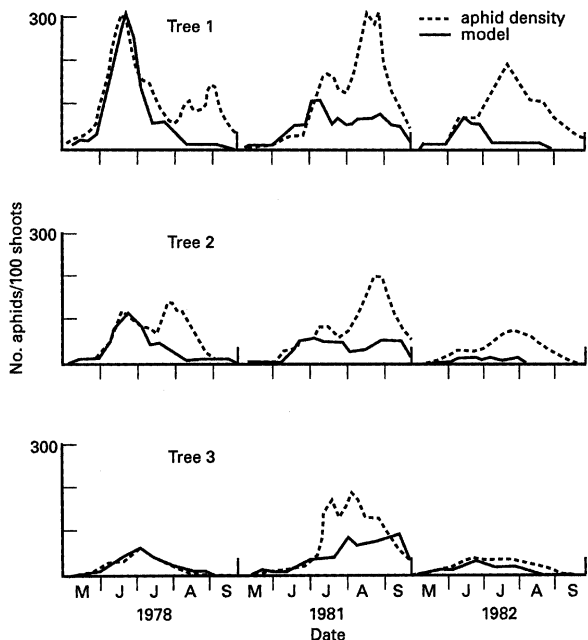 300
Tree 1
aphid density
model
300
Tree 2
No. aphids/100 shoots
300
Tree 3
M J J A S M J J A S M J J A S
1978 1981 1982
Date